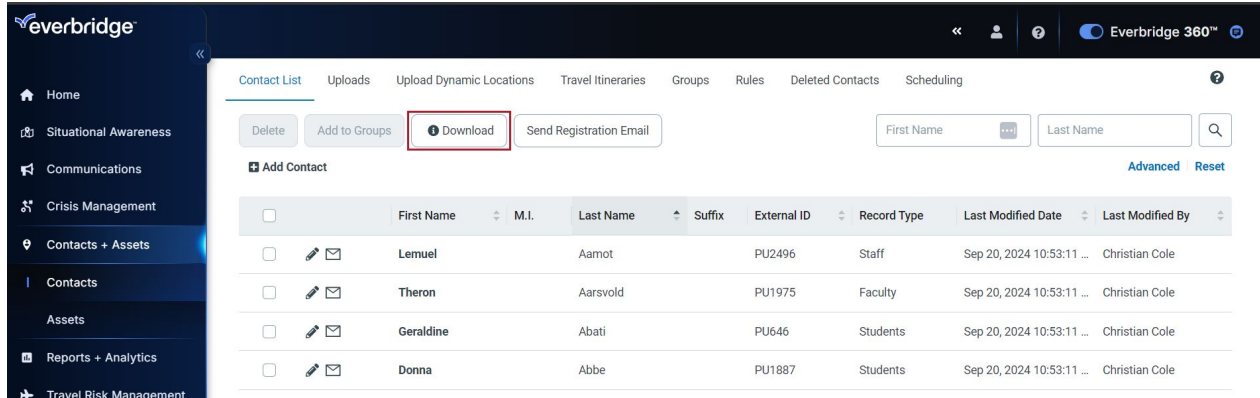 everbridge™
Everbridge 360™
Home
Situational Awareness
Communications
Crisis Management
Contacts + Assets
Contacts
Assets
Reports + Analytics
Travel Risk Management
Contact List Uploads Upload Dynamic Locations Travel Itineraries Groups Rules Deleted Contacts Scheduling
Delete Add to Groups Download Send Registration Email First Name Last Name
Add Contact Advanced Reset
First Name M.I. Last Name Suffix External ID Record Type Last Modified Date Last Modified By
Lemuel Aamot PU2496 Staff Sep 20, 2024 10:53:11 ... Christian Cole
Theron Aarsvold PU1975 Faculty Sep 20, 2024 10:53:11 ... Christian Cole
Geraldine Abati PU646 Students Sep 20, 2024 10:53:11 ... Christian Cole
Donna Abbe PU1887 Students Sep 20, 2024 10:53:11 ... Christian Cole